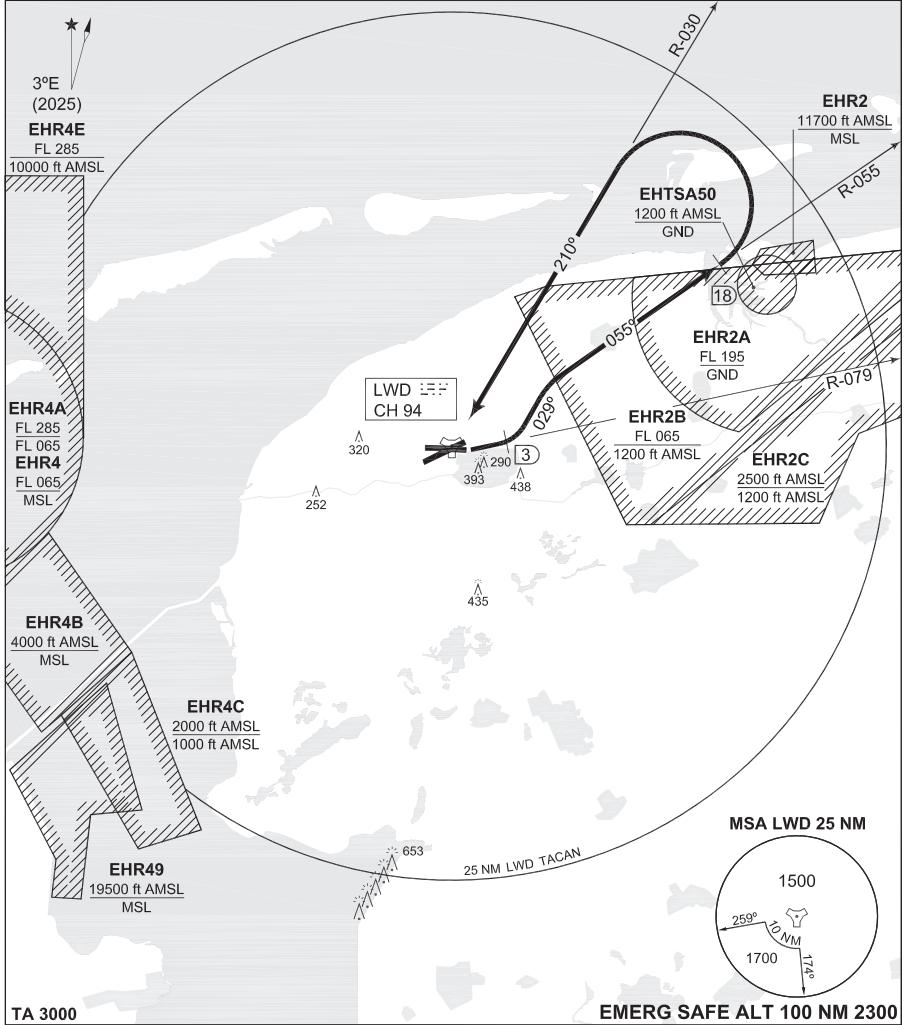 R-030
3ºE
(2025)
EHR4E
FL 285
10000 ft AMSL
EHR2
11700 ft AMSL
MSL
R-055
EHTSA50
1200 ft AMSL
GND
210º
18
055º
EHR2A
FL 195
GND
R-079
LWD
CH 94
029º
EHR4A
FL 285
FL 065
EHR4
FL 065
MSL
EHR2B
FL 065
1200 ft AMSL
320
290
3
393
438
252
EHR2C
2500 ft AMSL
1200 ft AMSL
435
EHR4B
4000 ft AMSL
MSL
EHR4C
2000 ft AMSL
1000 ft AMSL
653
25 NM LWD TACAN
EHR49
19500 ft AMSL
MSL
MSA LWD 25 NM
1500
259º
10 NM
1700
174º
TA 3000
EMERG SAFE ALT 100 NM 2300